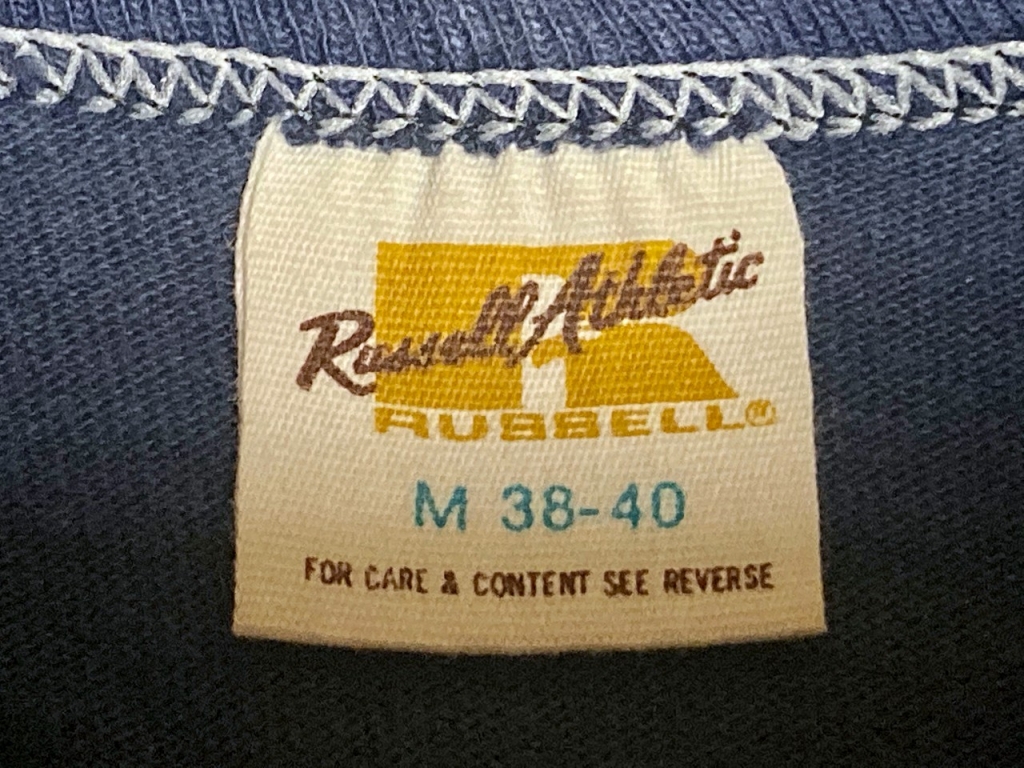 Russell Athletic
RUSSELL®
M 38-40
FOR CARE & CONTENT SEE REVERSE